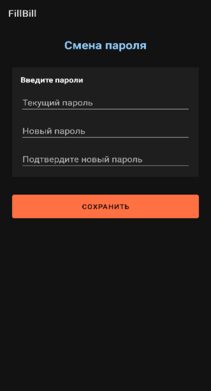 FillBill
Смена пароля
Введите пароли
Текущий пароль
Новый пароль
Подтвердите новый пароль
СОХРАНИТЬ